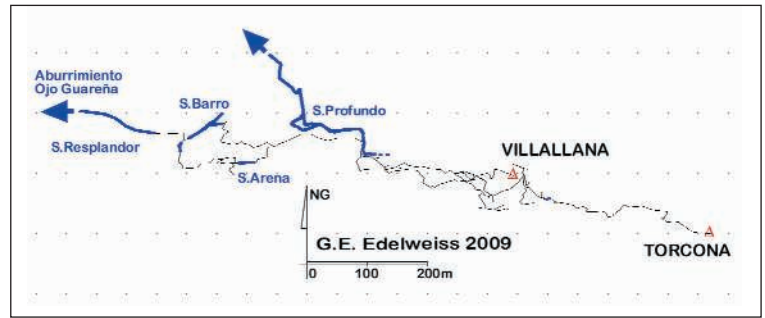 Aburrimiento
Ojo Guareña
S.Barro
S.Profundo
S.Resplandor
S.Arena
VILLALLANA
NG
G.E. Edelweiss 2009
TORCONA
0 100 200m